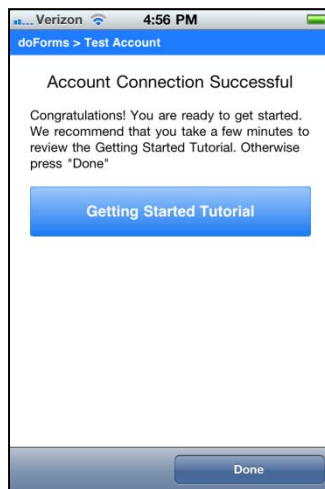 Verizon 4:56 PM
doForms > Test Account
Account Connection Successful
Congratulations! You are ready to get started.
We recommend that you take a few minutes to
review the Getting Started Tutorial. Otherwise
press "Done"
Getting Started Tutorial
Done